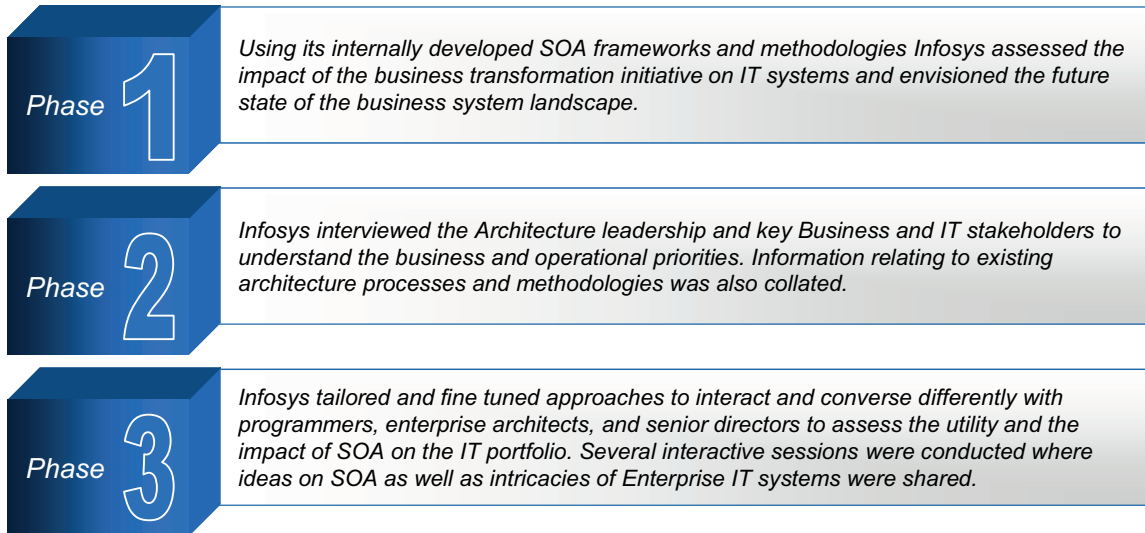 Phase 1
Using its internally developed SOA frameworks and methodologies Infosys assessed the
impact of the business transformation initiative on IT systems and envisioned the future
state of the business system landscape.
Phase 2
Infosys interviewed the Architecture leadership and key Business and IT stakeholders to
understand the business and operational priorities. Information relating to existing
architecture processes and methodologies was also collated.
Phase 3
Infosys tailored and fine tuned approaches to interact and converse differently with
programmers, enterprise architects, and senior directors to assess the utility and the
impact of SOA on the IT portfolio. Several interactive sessions were conducted where
ideas on SOA as well as intricacies of Enterprise IT systems were shared.